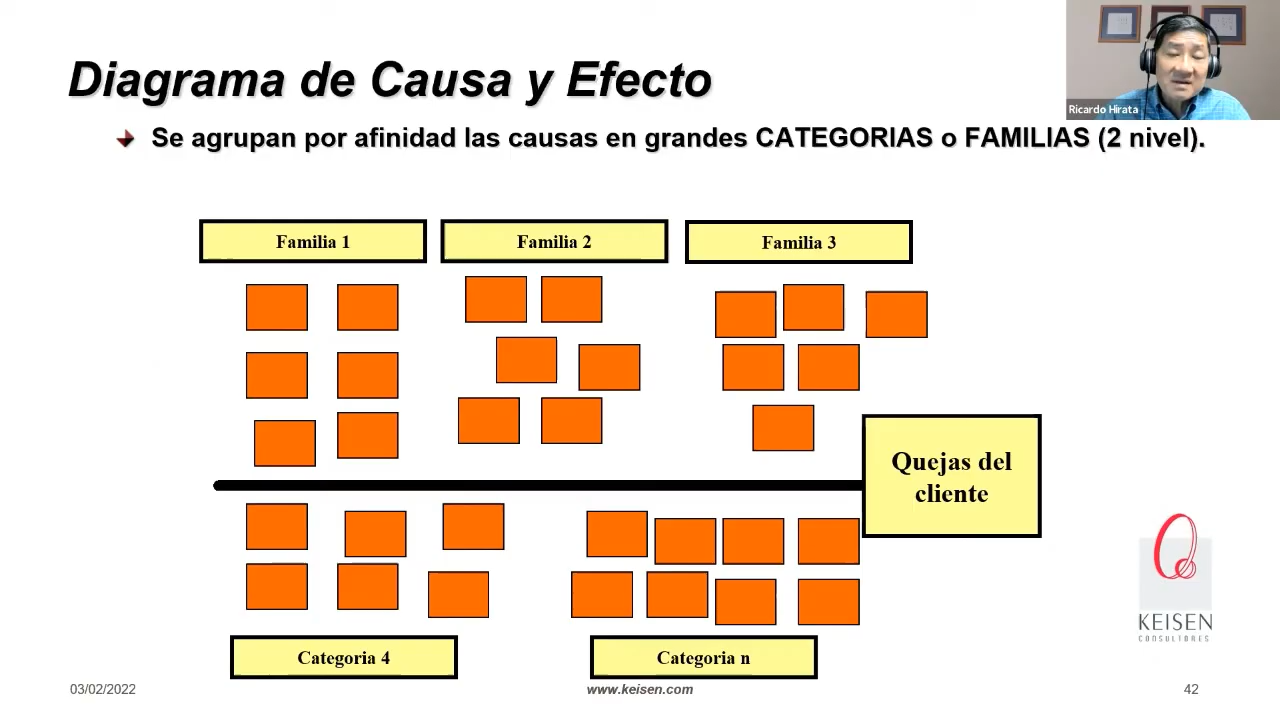 Diagrama de Causa y Efecto
Ricardo Hirata
Se agrupan por afinidad las causas en grandes CATEGORIAS o FAMILIAS (2 nivel).
Familia 1
Familia 2
Familia 3
Quejas del
cliente
Categoria 4
Categoria n
KEISEN
CONSULTORES
03/02/2022
www.keisen.com
42